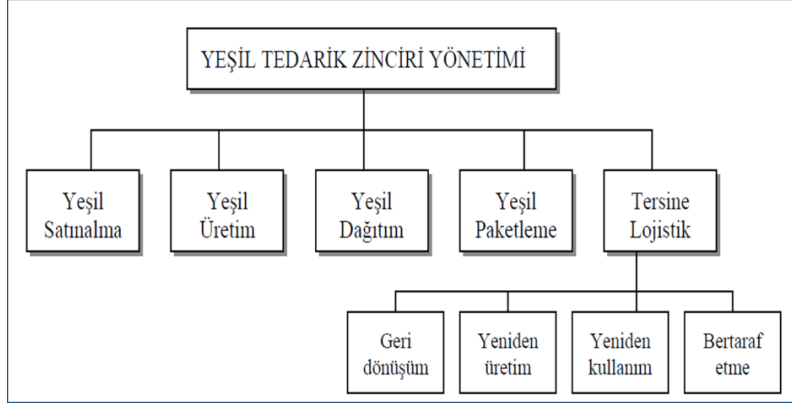 YEŞİL TEDARİK ZİNCİRİ YÖNETİMİ
Yeşil
Satınalma
Yeşil
Üretim
Yeşil
Dağıtım
Yeşil
Paketleme
Tersine
Lojistik
Geri
dönüşüm
Yeniden
üretim
Yeniden
kullanım
Bertaraf
etme